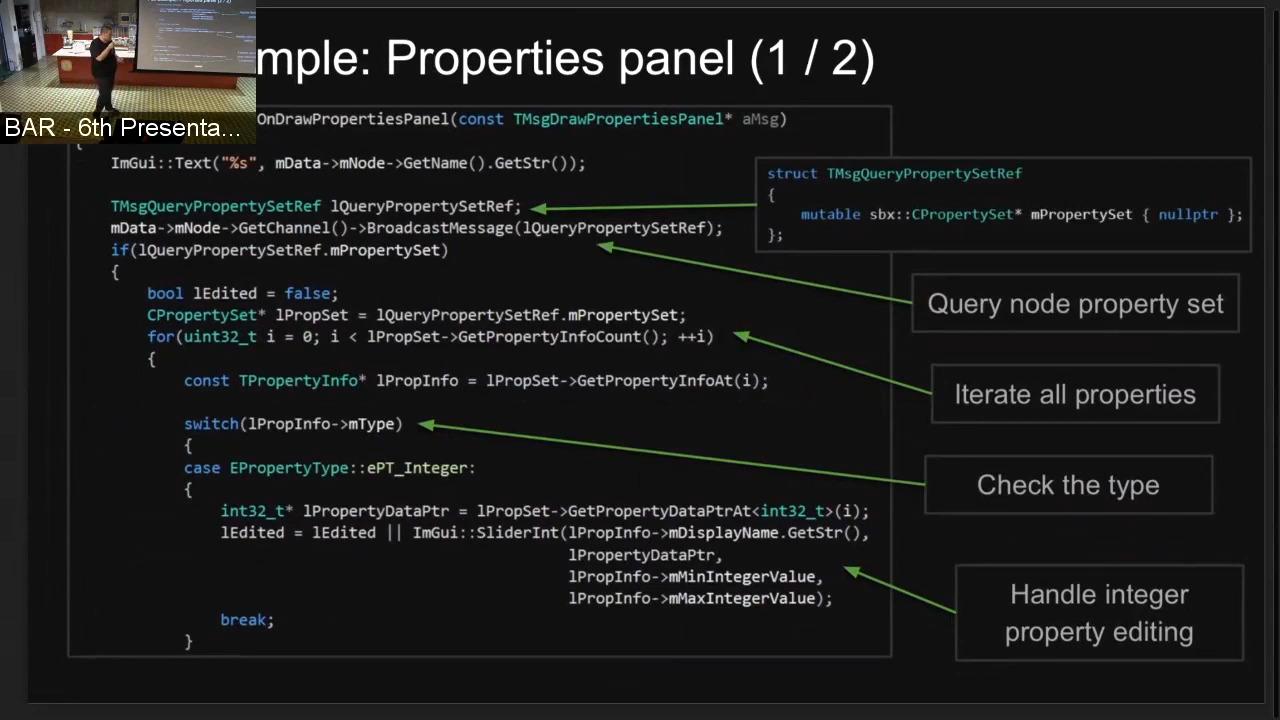 mple: Properties panel (1 / 2)
BAR - 6th Presenta...
OnDrawPropertiesPanel(const TMsgDrawPropertiesPanel* aMsg)
{
ImGui::Text("%s", mData->mNode->GetName().GetStr());
TMsgQueryPropertySetRef lQueryPropertySetRef;
mData->mNode->GetChannel()->BroadcastMessage(lQueryPropertySetRef);
if(lQueryPropertySetRef.mPropertySet)
{
bool lEdited = false;
CPropertySet* lPropSet = lQueryPropertySetRef.mPropertySet;
for(uint32_t i = 0; i < lPropSet->GetPropertyInfoCount(); ++i)
{
const TPropertyInfo* lPropInfo = lPropSet->GetPropertyInfoAt(i);
switch(lPropInfo->mType)
{
case EPropertyType::ePT_Integer:
{
int32_t* lPropertyDataPtr = lPropSet->GetPropertyDataPtrAt<int32_t>(i);
lEdited = lEdited || ImGui::SliderInt(lPropInfo->mDisplayName.GetStr(),
lPropertyDataPtr,
lPropInfo->mMinIntegerValue,
lPropInfo->mMaxIntegerValue);
break;
}
struct TMsgQueryPropertySetRef
{
mutable sbx::CPropertySet* mPropertySet { nullptr };
};
Query node property set
Iterate all properties
Check the type
Handle integer
property editing